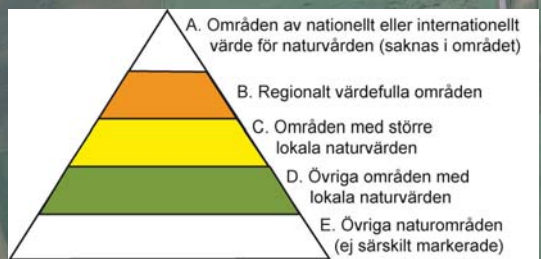 A. Områden av nationellt eller internationellt
värde för naturvården (saknas i området)
B. Regionalt värdefulla områden
C. Områden med större
lokala naturvärden
D. Övriga områden med
lokala naturvärden
E. Övriga naturområden
(ej särskilt markerade)